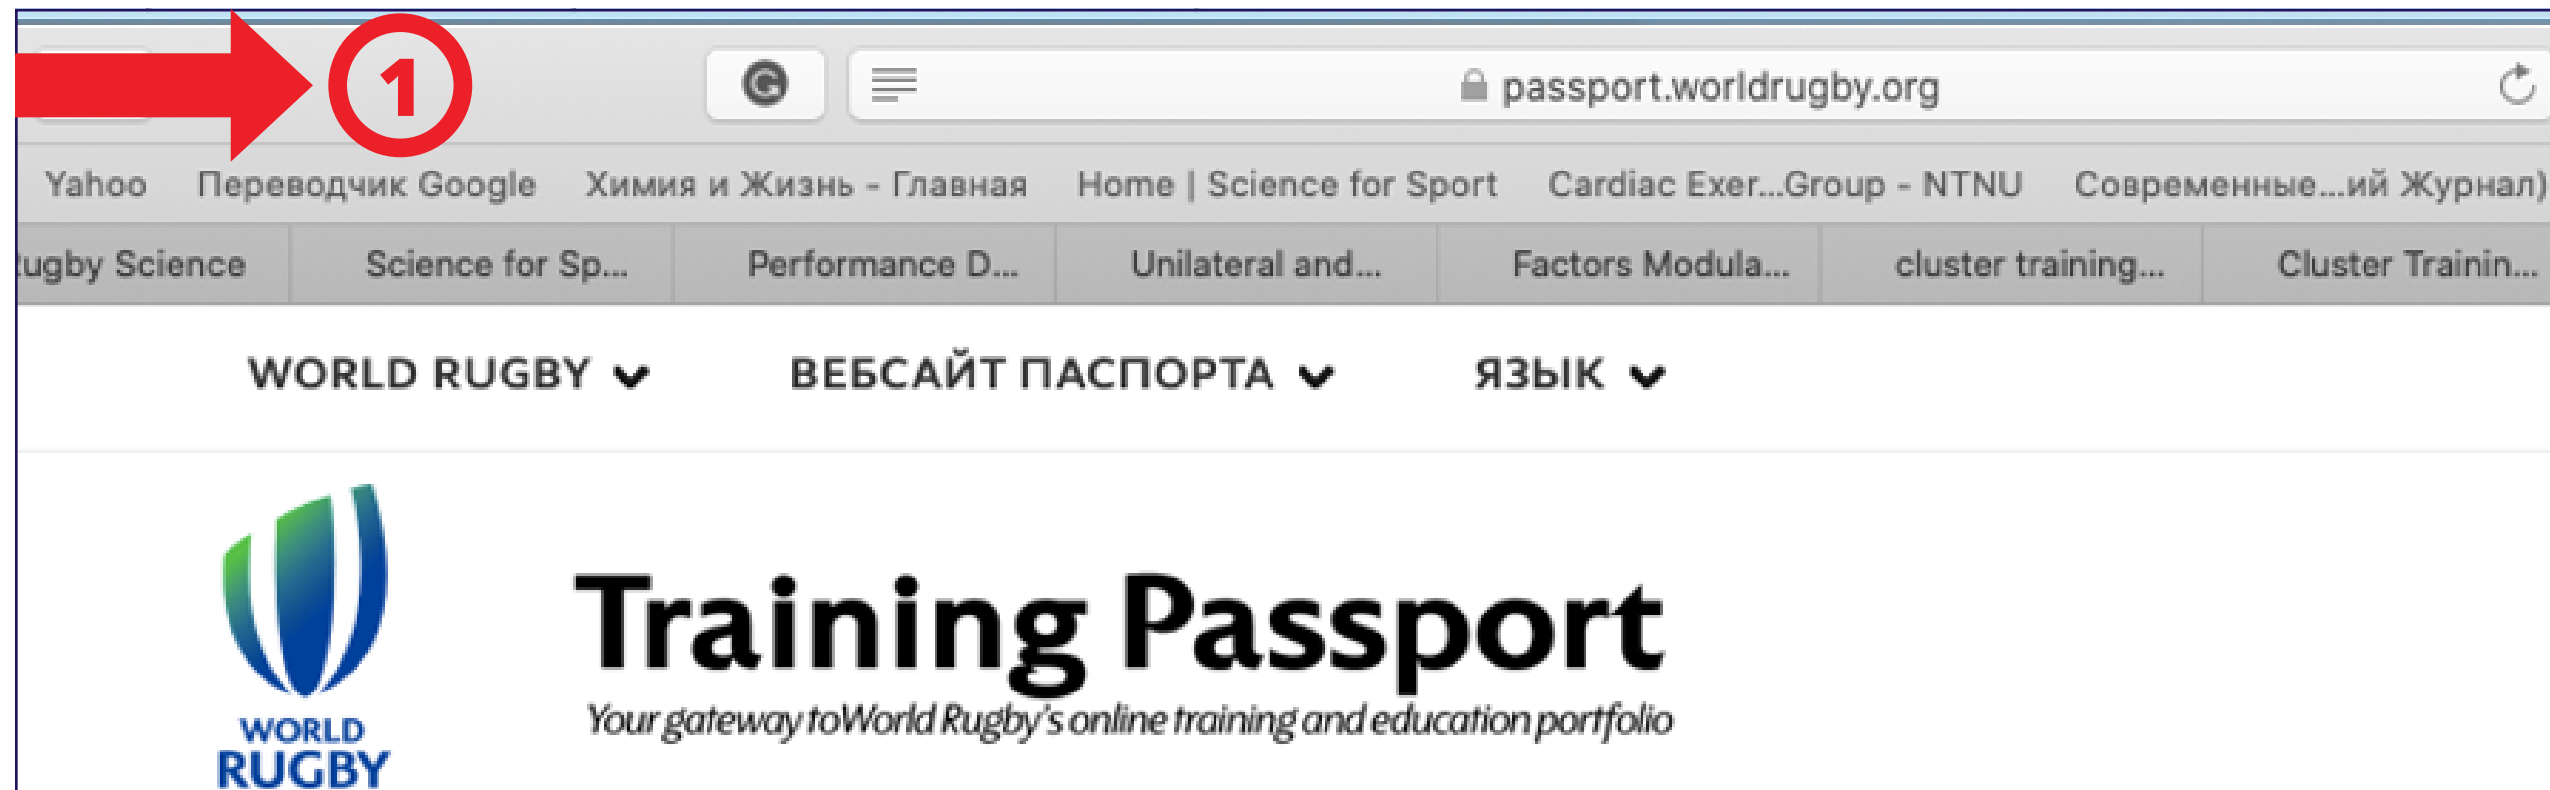 1
G
passport.worldrugby.org
Yahoo Переводчик Google Химия и Жизнь - Главная Home | Science for Sport Cardiac Exer...Group - NTNU Современные...ий Журнал)
ugby Science Science for Sp... Performance D... Unilateral and... Factors Modula... cluster training... Cluster Trainin...
WORLD RUGBY ВЕБСАЙТ ПАСПОРТА ЯЗЫК
Training Passport
Your gateway to World Rugby's online training and education portfolio
WORLD
RUGBY